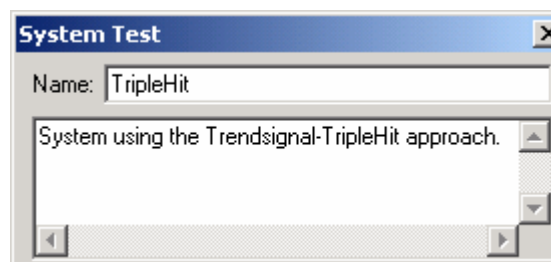 System Test
Name: TripleHit
System using the Trendsignal-TripleHit approach.